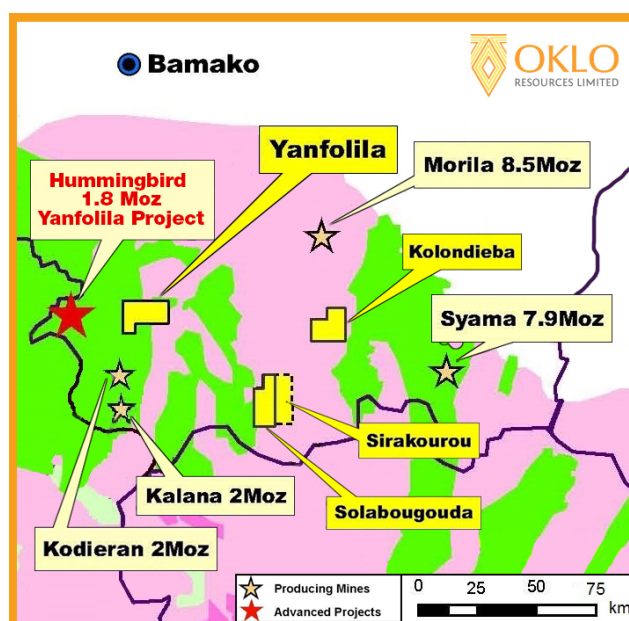 Bamako
OKLO
RESOURCES LIMITED
Yanfolila
Morila 8.5Moz
Hummingbird
1.8 Moz
Yanfolila Project
Kolondieba
Syama 7.9Moz
Sirakourou
Kalana 2Moz
Solabougouda
Kodieran 2Moz
Producing Mines
Advanced Projects
0 25 50 75
km